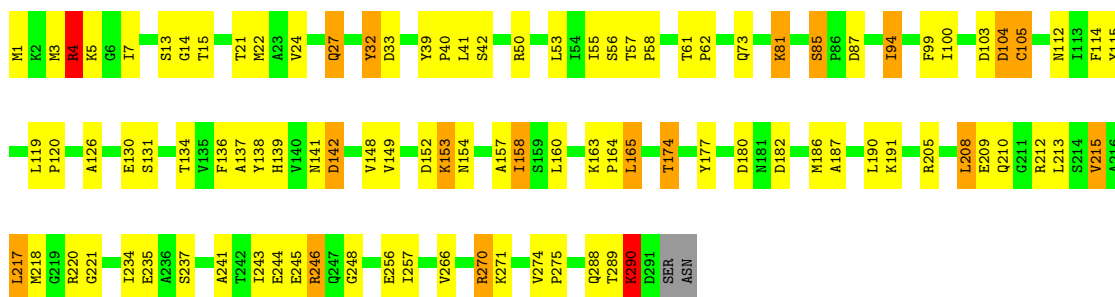 M1 K2 M3 R4 K5 G6 I7 S13 G14 T15 T21 M22 A23 V24 Q27 Y32 D33 Y39 P40 L41 S42 R50 L53 I54 I55 S56 T57 P58 T61 P62 Q73 K81 S85 P86 D87 I94 F99 I100 D103 D104 C105 N112 I113 F114 Y115
L119 P120 A126 E130 S131 T134 V135 F136 A137 Y138 H139 V140 N141 D142 V148 V149 D152 K153 N154 A157 I158 S159 L160 K163 P164 L165 T174 Y177 D180 N181 D182 M186 A187 L190 K191 R205 L208 E209 Q210 G211 R212 L213 S214 V215 A216
L217 M218 G219 R220 G221 I234 E235 A236 S237 A241 T242 I243 E244 E245 R246 Q247 G248 E256 I257 V266 R270 K271 V274 P275 Q288 T289 K290 D291 SER ASN